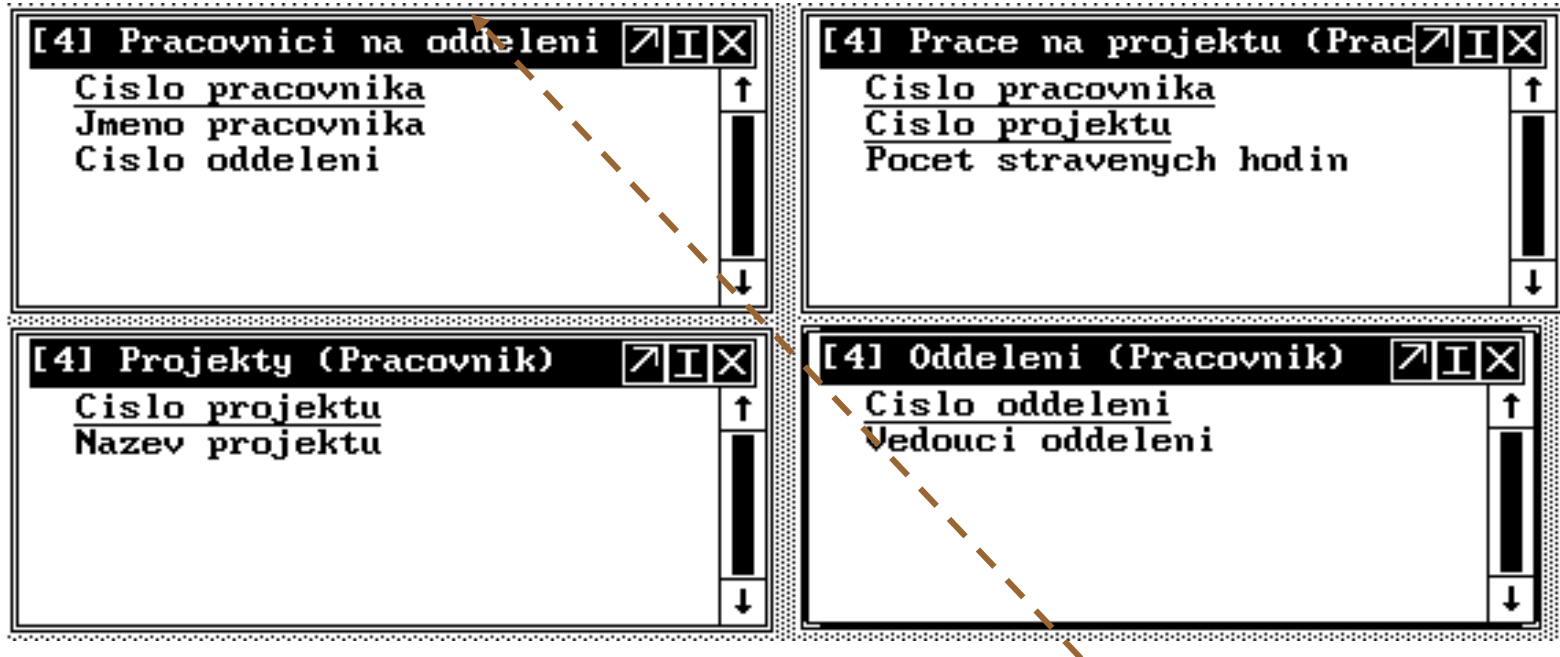 [4] Pracovnici na oddeleni
Cislo pracovnika
Jmeno pracovnika
Cislo oddeleni
[4] Prace na projektu (Prac
Cislo pracovnika
Cislo projektu
Pocet stravenych hodin
[4] Projekty (Pracovnik)
Cislo projektu
Nazev projektu
[4] Oddeleni (Pracovnik)
Cislo oddeleni
Vedouci oddeleni